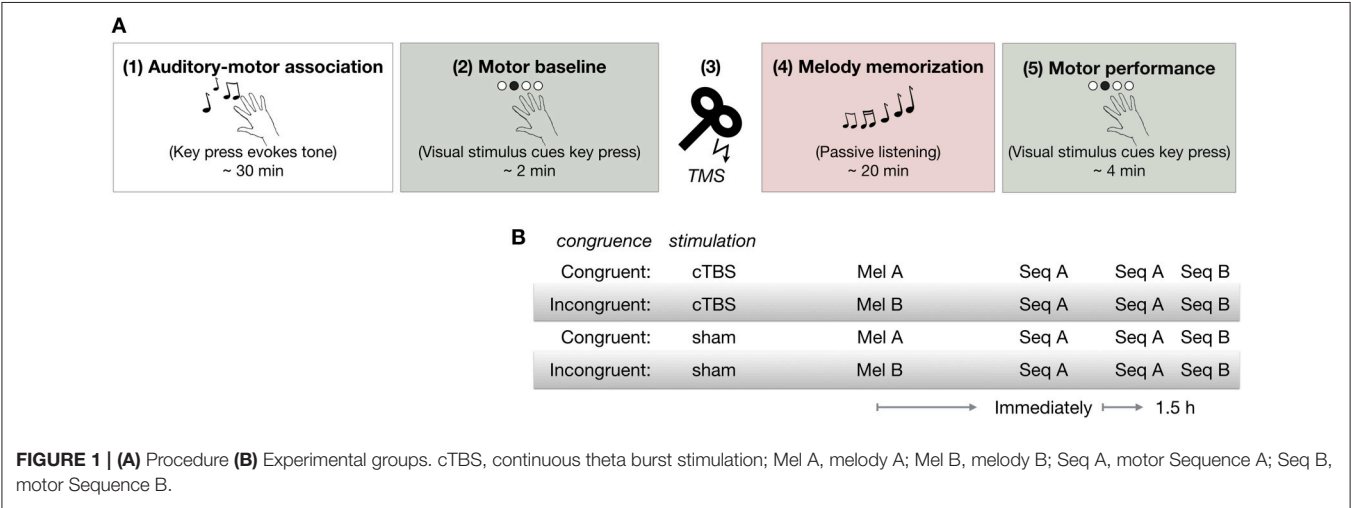 A
(1) Auditory-motor association
(Key press evokes tone)
~ 30 min
(2) Motor baseline
(Visual stimulus cues key press)
~ 2 min
(3)
TMS
(4) Melody memorization
(Passive listening)
~ 20 min
(5) Motor performance
(Visual stimulus cues key press)
~ 4 min
B
congruence stimulation
Congruent: cTBS Mel A Seq A Seq A Seq B
Incongruent: cTBS Mel B Seq A Seq A Seq B
Congruent: sham Mel A Seq A Seq A Seq B
Incongruent: sham Mel B Seq A Seq A Seq B
Immediately 1.5 h
FIGURE 1 | (A) Procedure (B) Experimental groups. cTBS, continuous theta burst stimulation; Mel A, melody A; Mel B, melody B; Seq A, motor Sequence A; Seq B,
motor Sequence B.